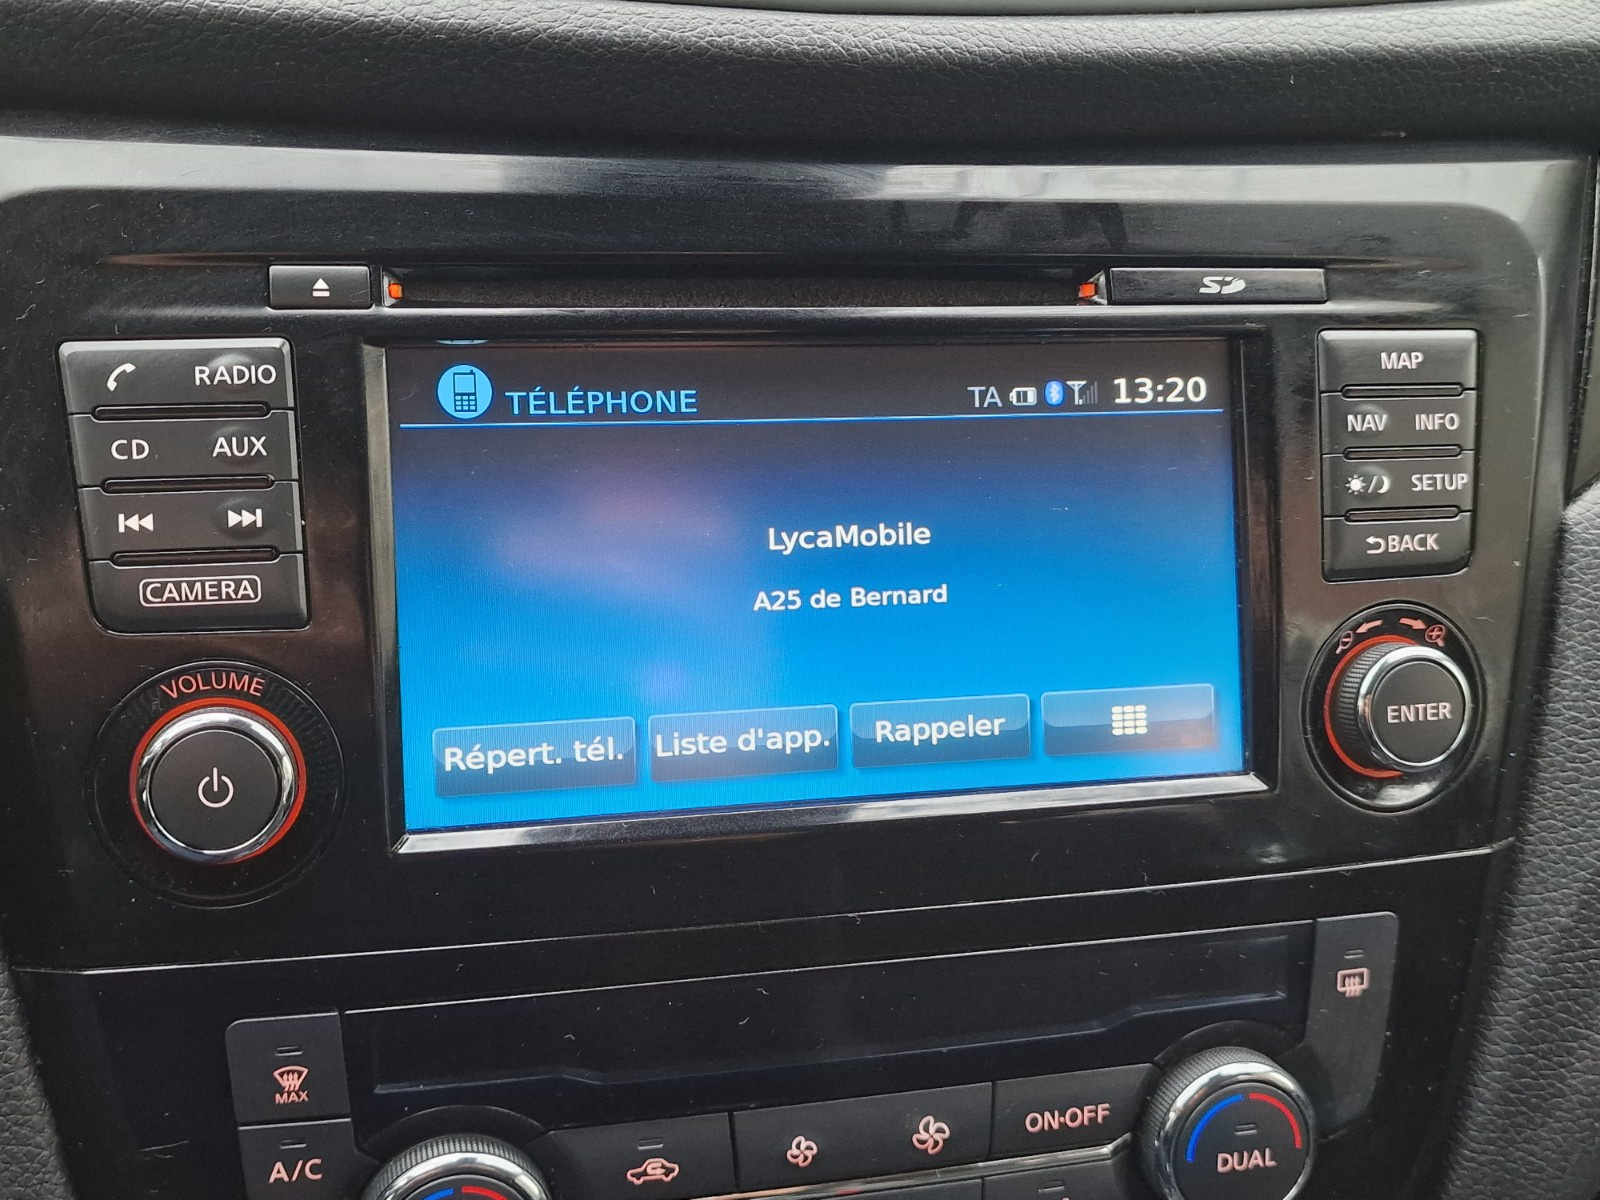 SD
RADIO
CD AUX
CAMERA
VOLUME
TÉLÉPHONE TA 13:20
LycaMobile
A25 de Bernard
Répert. tél. Liste d'app. Rappeler
MAP
NAV INFO
SETUP
BACK
ENTER
MAX
A/C
ON·OFF
DUAL